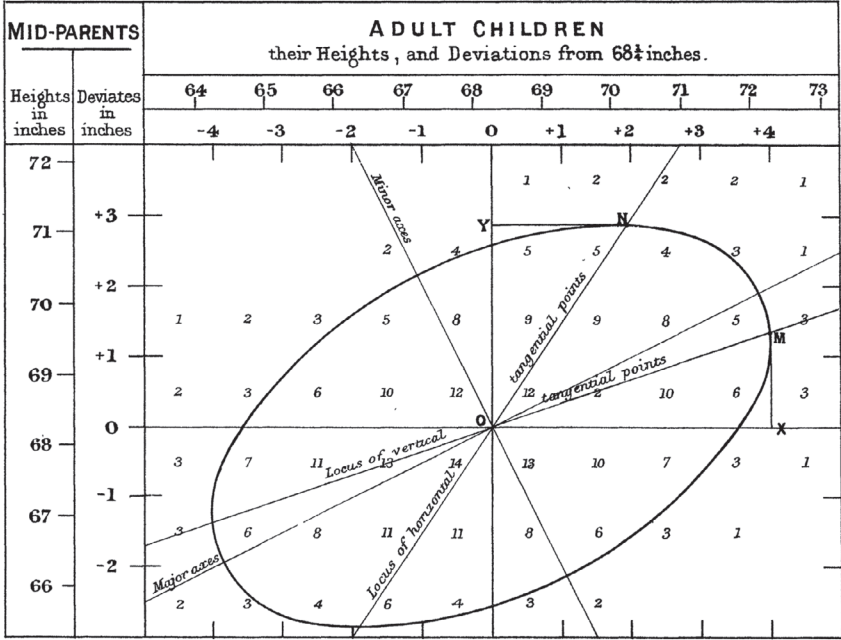 MID-PARENTS
ADULT CHILDREN
their Heights, and Deviations from 68¼ inches.
Heights in inches
Deviates in inches
64 65 66 67 68 69 70 71 72 73
-4 -3 -2 -1 0 +1 +2 +3 +4
72
1 2 2 2 1
Minor axes
+3
Y N
71
2 4 5 5 4 3 1
+2
70
1 2 3 5 8 9 9 8 5 3
tangential points
M
+1
69
tangential points
2 3 6 10 12 12 2 10 6 3
0 O X
68
Locus of vertical
3 7 11 13 14 13 10 7 3 1
-1
67
Locus of horizontal
3 6 8 11 11 8 6 3 1
-2
Major axes
66
2 3 4 6 4 3 2